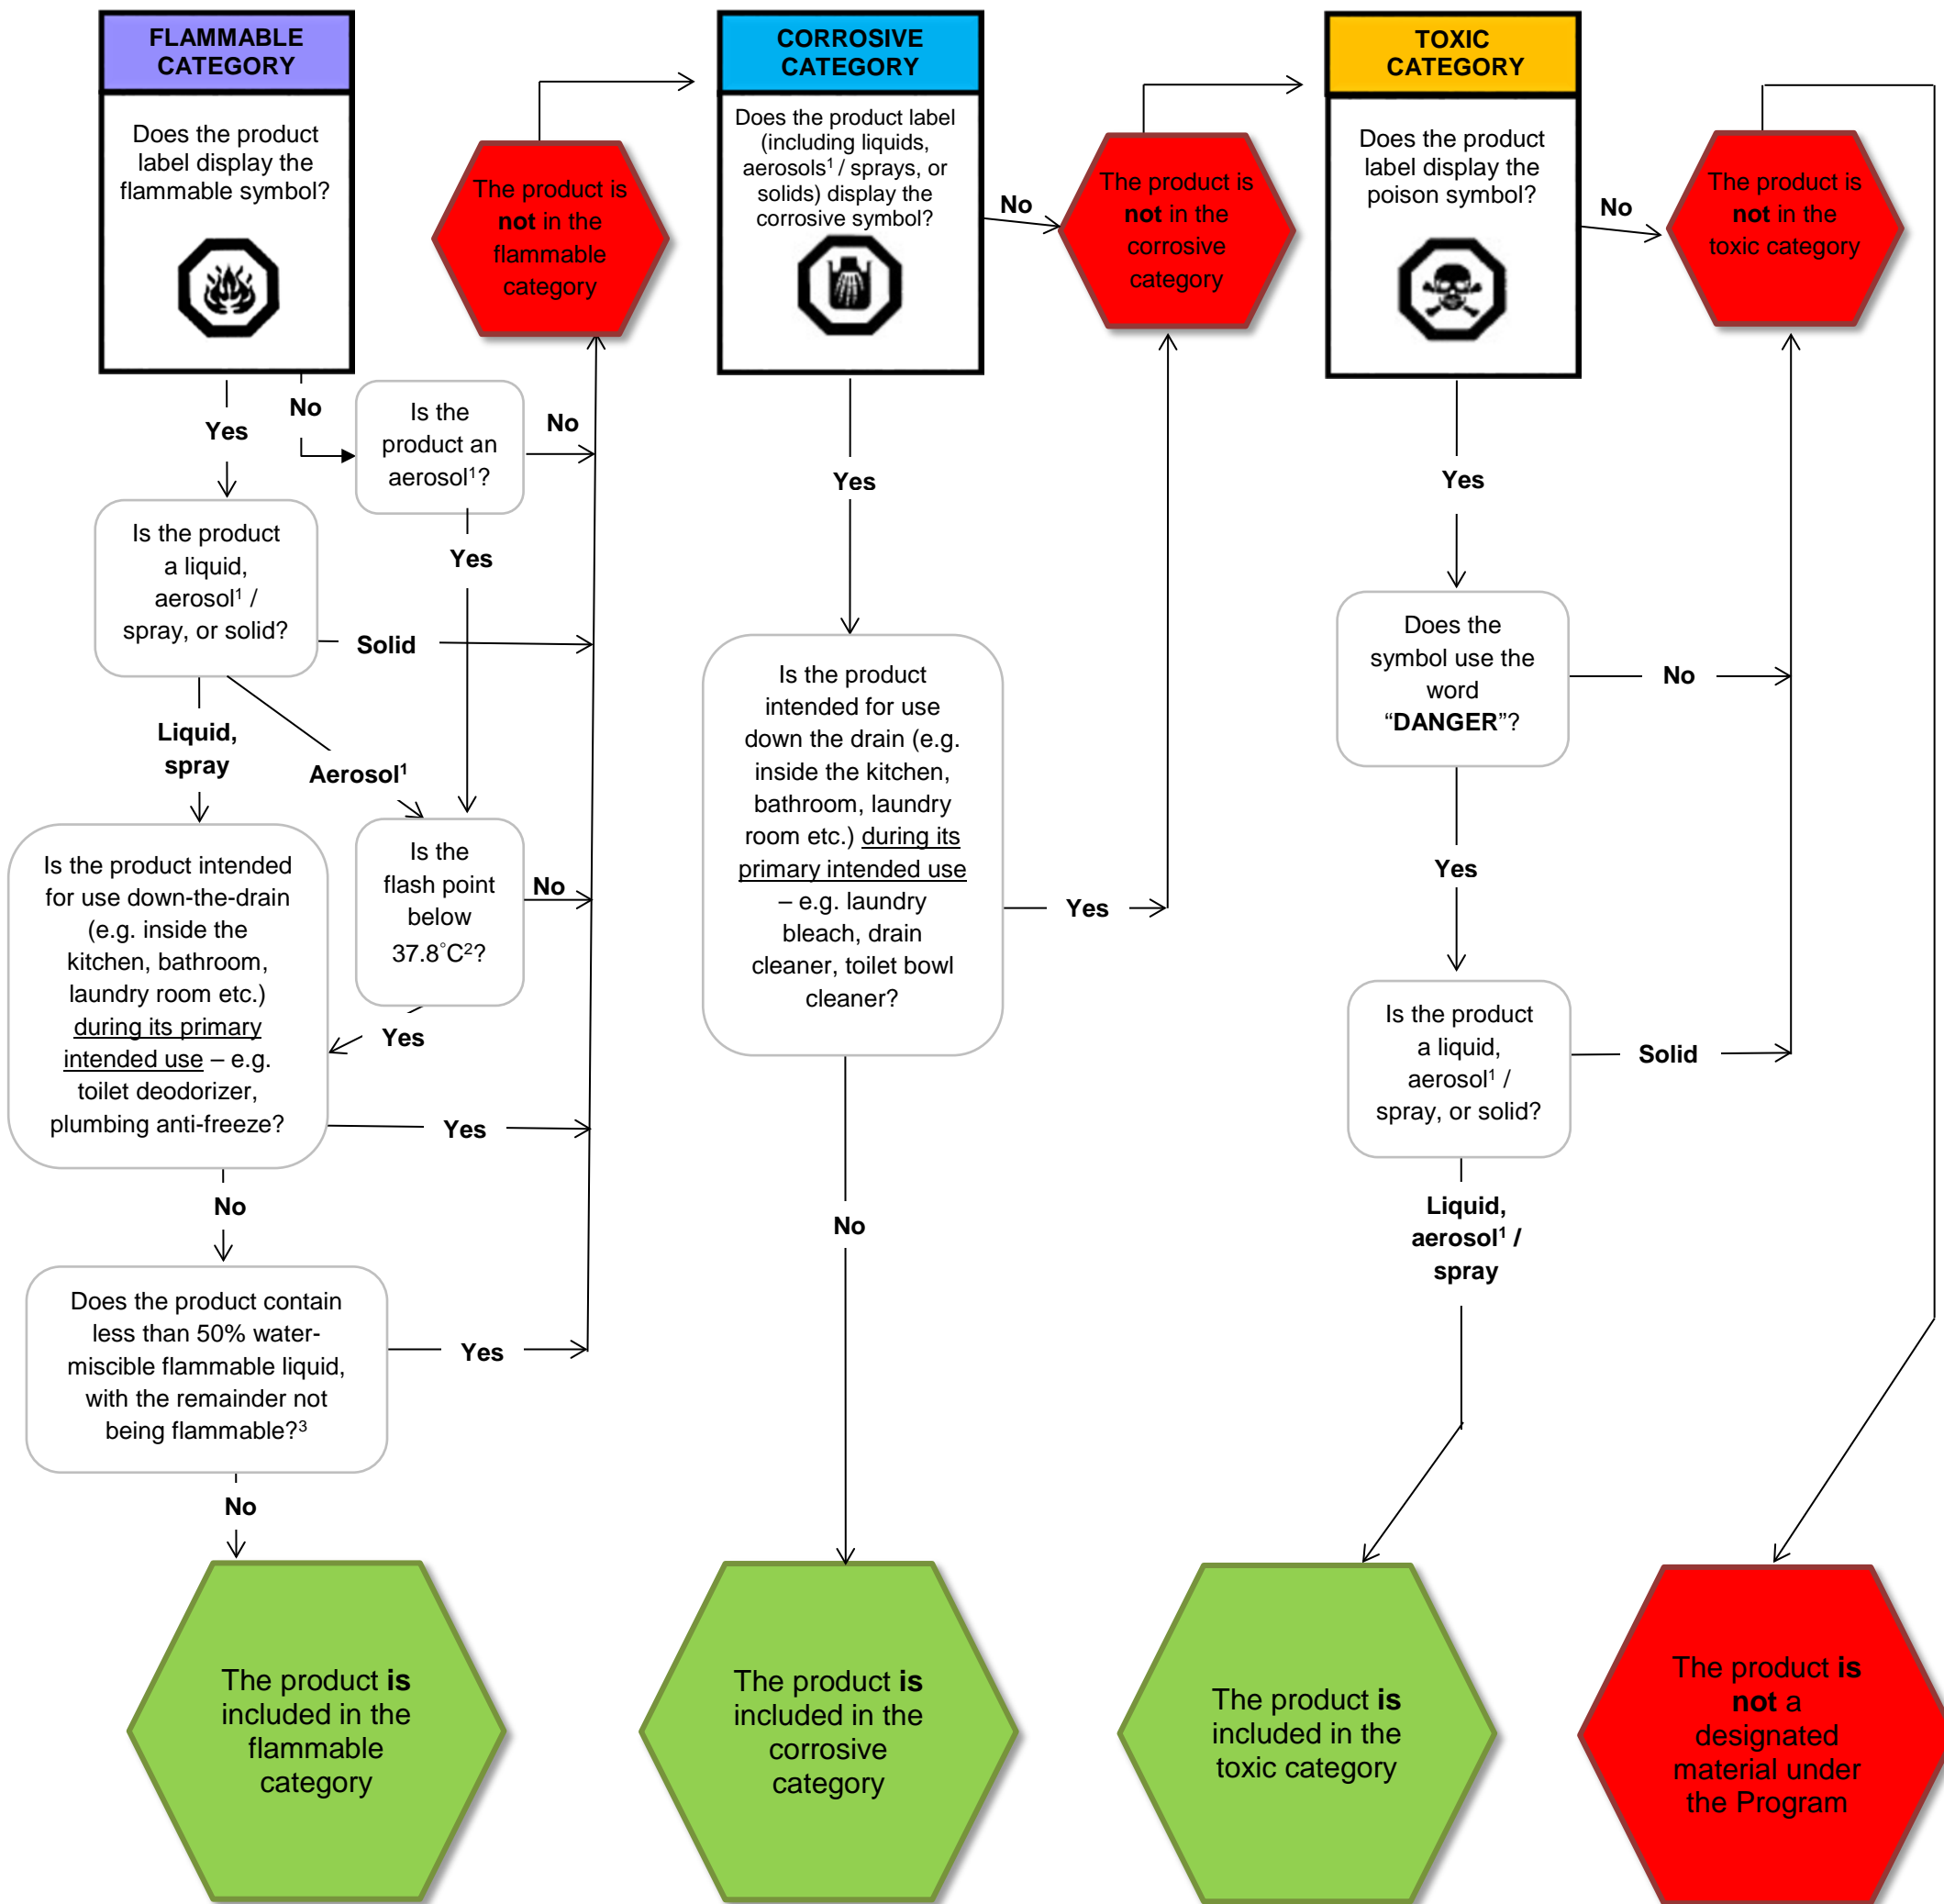 FLAMMABLE
CATEGORY
Does the product
label display the
flammable symbol?
The product is
not in the
flammable
category
CORROSIVE
CATEGORY
Does the product label
(including liquids,
aerosols¹ / sprays, or
solids) display the
corrosive symbol?
No
The product is
not in the
corrosive
category
TOXIC
CATEGORY
Does the product
label display the
poison symbol?
No
The product is
not in the
toxic category
Yes
No
Is the
product an
aerosol¹?
No
Yes
Is the product
a liquid,
aerosol¹ /
spray, or solid?
Solid
Liquid,
spray
Aerosol¹
Is the
flash point
below
37.8°C²?
No
Yes
Is the product intended
for use down-the-drain
(e.g. inside the
kitchen, bathroom,
laundry room etc.)
during its primary
intended use – e.g.
toilet deodorizer,
plumbing anti-freeze?
Yes
No
Does the product contain
less than 50% water-
miscible flammable liquid,
with the remainder not
being flammable?³
Yes
No
The product is
included in the
flammable
category
Yes
Is the product
intended for use
down the drain (e.g.
inside the kitchen,
bathroom, laundry
room etc.) during its
primary intended use
– e.g. laundry
bleach, drain
cleaner, toilet bowl
cleaner?
Yes
No
The product is
included in the
corrosive
category
Yes
Does the
symbol use the
word
“DANGER”?
No
Yes
Is the product
a liquid,
aerosol¹ /
spray, or solid?
Solid
Liquid,
aerosol¹ /
spray
The product is
included in the
toxic category
The product is
not a
designated
material under
the Program